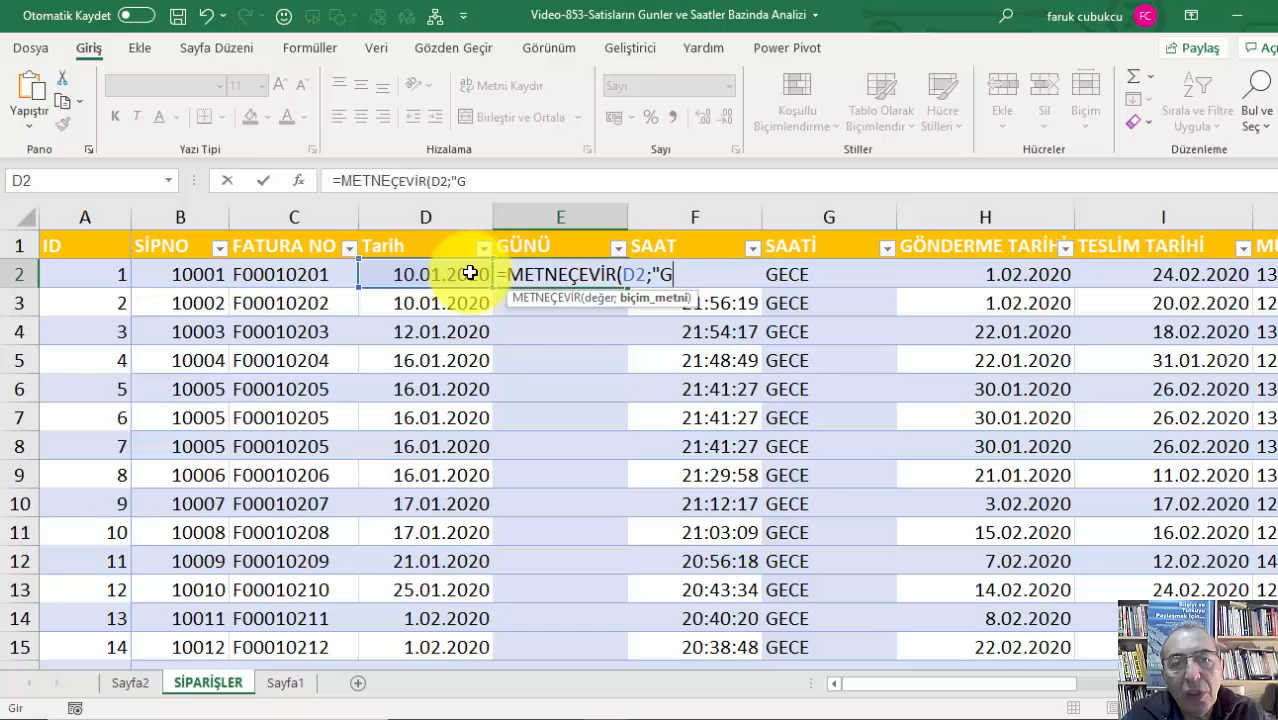 Otomatik Kaydet
Video-853-Satisların Gunler ve Saatler Bazinda Analizi
faruk cubukcu
FC
Dosya Giriş Ekle Sayfa Düzeni Formüller Veri Gözden Geçir Görünüm Geliştirici Yardım Power Pivot
Paylaş
Yapıştır
11
K T A
Metni Kaydır
Birleştir ve Ortala
Sayı
Koşullu Biçimlendirme
Tablo Olarak Biçimlendir
Hücre Stilleri
Ekle
Sil
Biçim
Sırala ve Filtre Uygula
Bul ve Seç
Pano Yazı Tipi Hizalama Sayı Stiller Hücreler Düzenleme
D2
fx
=METNEÇEVİR(D2;"G
A B C D E F G H I
1 ID SİPNO FATURA NO Tarih GÜNÜ SAAT SAATİ GÖNDERME TARİH TESLİM TARİHİ
2 1 10001 F00010201 10.01.2020 =METNEÇEVİR(D2;"G GECE 1.02.2020 24.02.2020 13
METNEÇEVİR(değer; biçim_metni)
3 2 10002 F00010202 10.01.2020 21:56:19 GECE 1.02.2020 20.02.2020 12
4 3 10003 F00010203 12.01.2020 21:54:17 GECE 22.01.2020 18.02.2020 13
5 4 10004 F00010204 16.01.2020 21:48:49 GECE 22.01.2020 31.01.2020 12
6 5 10005 F00010205 16.01.2020 21:41:27 GECE 30.01.2020 26.02.2020 13
7 6 10005 F00010205 16.01.2020 21:41:27 GECE 30.01.2020 26.02.2020 13
8 7 10005 F00010205 16.01.2020 21:41:27 GECE 30.01.2020 26.02.2020 13
9 8 10006 F00010206 16.01.2020 21:29:58 GECE 21.01.2020 11.02.2020 13
10 9 10007 F00010207 17.01.2020 21:12:17 GECE 3.02.2020 17.02.2020 12
11 10 10008 F00010208 17.01.2020 21:03:09 GECE 15.02.2020 16.02.2020 12
12 11 10009 F00010209 21.01.2020 20:56:18 GECE 7.02.2020 12.02.2020 14
13 12 10010 F00010210 25.01.2020 20:43:34 GECE 14.02.2020 24.02.2020 12
14 13 10011 F00010211 1.02.2020 20:40:20 GECE 8.02.2020
15 14 10012 F00010212 1.02.2020 20:38:48 GECE 22.02.2020
Bilgiyi ve
Tutkuyu
Paylaşmak İçin...
Sayfa2 SİPARİŞLER Sayfa1
Gir